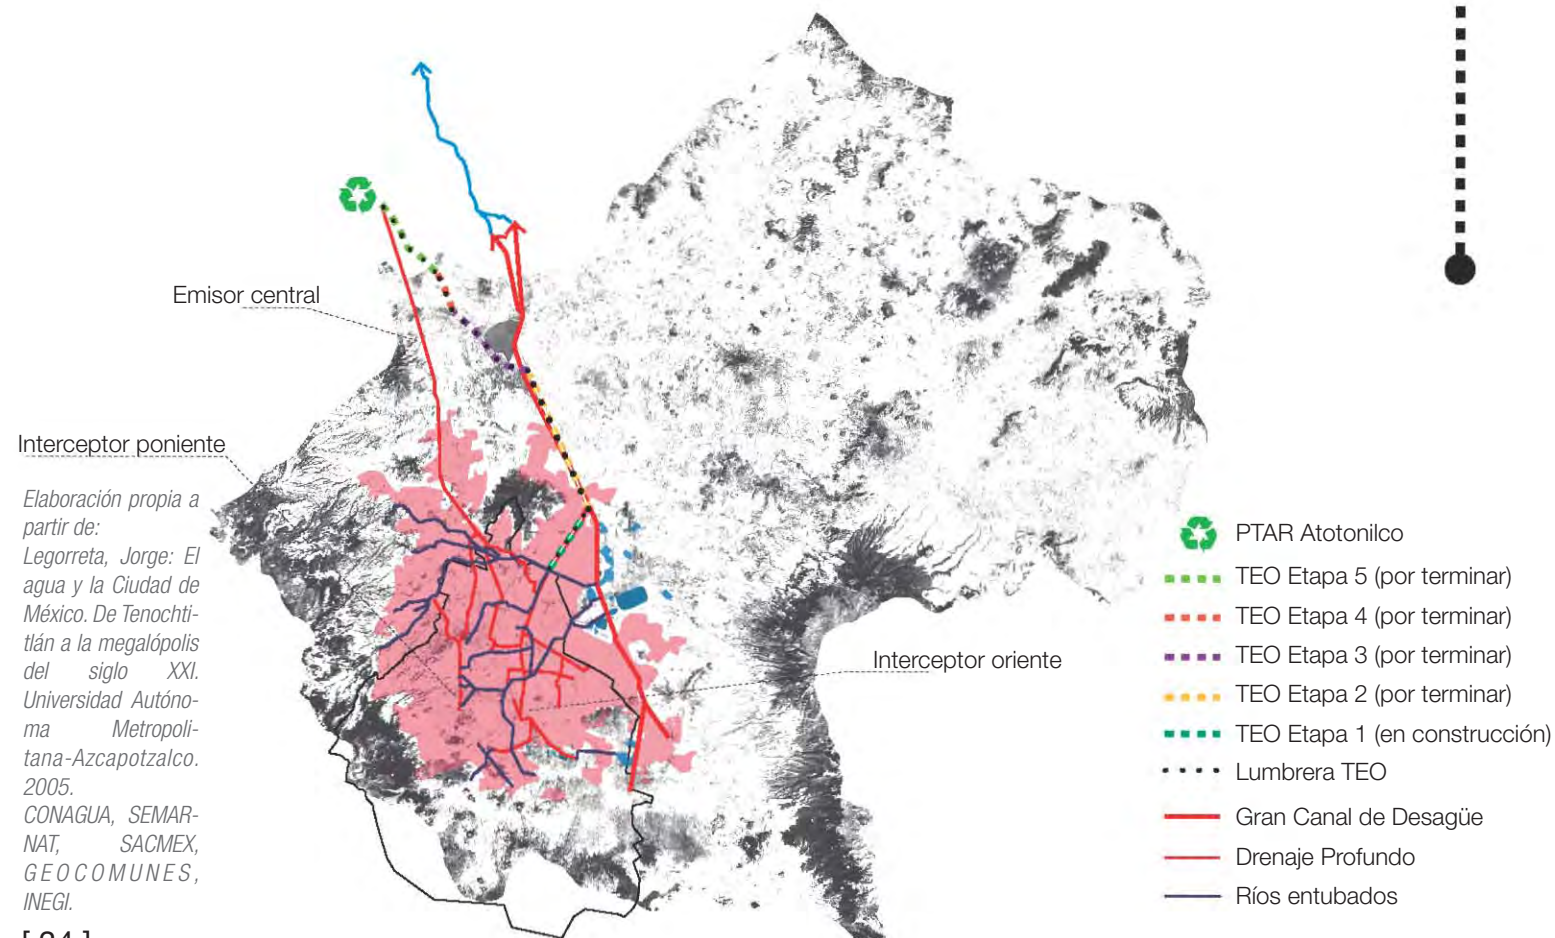 Emisor central
Interceptor poniente
Elaboración propia a
partir de:
Legorreta, Jorge: El
agua y la Ciudad de
México. De Tenochti-
tlán a la megalópolis
del siglo XXI.
Universidad Autóno-
ma Metropoli-
tana-Azcapotzalco.
2005.
CONAGUA, SEMAR-
NAT, SACMEX,
GEOCOMUNES,
INEGI.
Interceptor oriente
PTAR Atotonilco
TEO Etapa 5 (por terminar)
TEO Etapa 4 (por terminar)
TEO Etapa 3 (por terminar)
TEO Etapa 2 (por terminar)
TEO Etapa 1 (en construcción)
Lumbrera TEO
Gran Canal de Desagüe
Drenaje Profundo
Ríos entubados